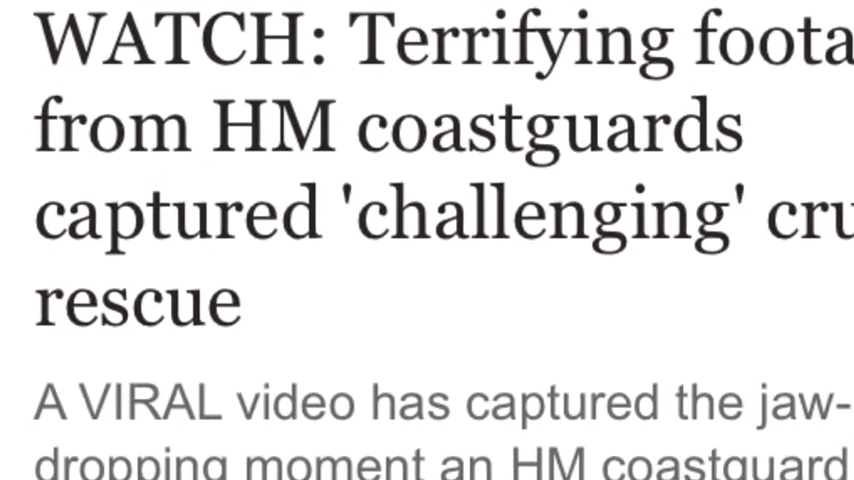 WATCH: Terrifying foota
from HM coastguards
captured 'challenging' cru
rescue
A VIRAL video has captured the jaw-
dropping moment an HM coastguard